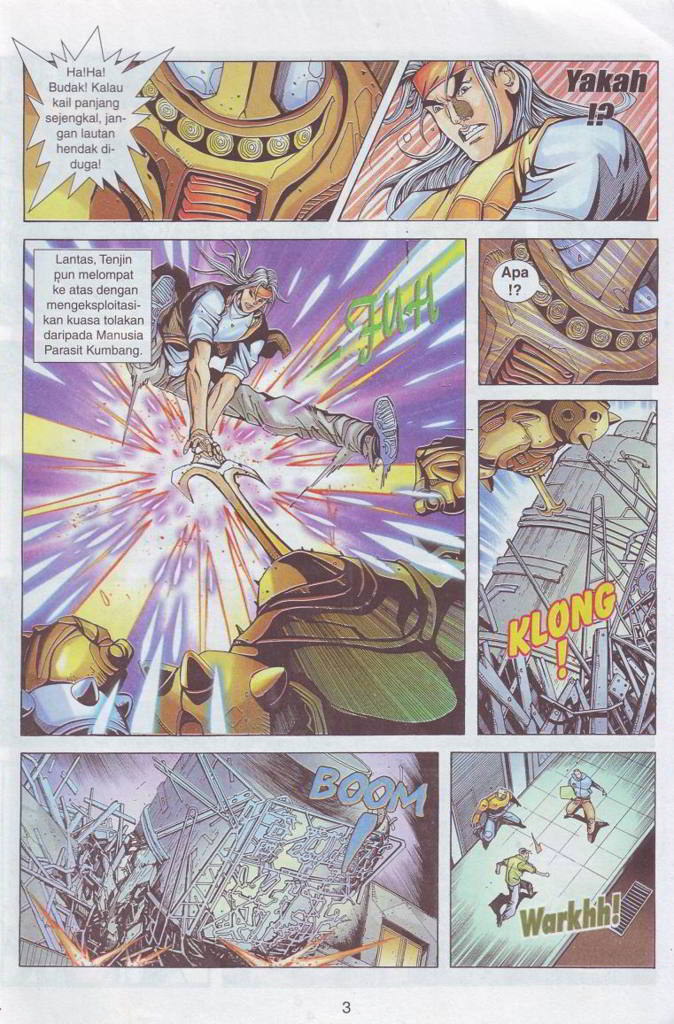 Ha!Ha!
Budak! Kalau
kail panjang
sejengkal, jan-
gan lautan
hendak di-
duga!
Yakah
!?
Lantas, Tenjin
pun melompat
ke atas dengan
mengeksploitasi-
kan kuasa tolakan
daripada Manusia
Parasit Kumbang.
FUH
Apa
!?
KLONG
!
BOOM
!
Warkhh!
3